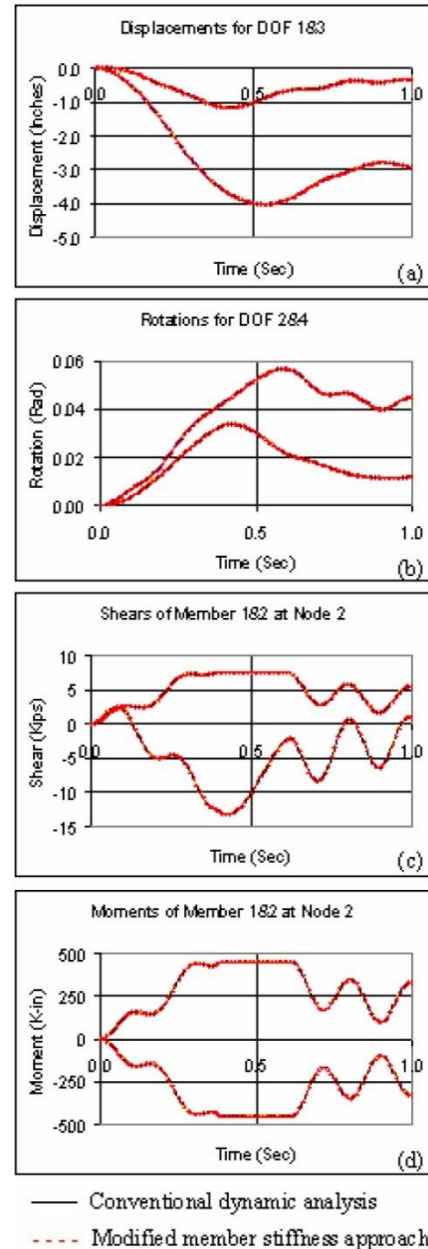 Displacements for DOF 1&3
0.0
-1.0
-2.0
-3.0
-4.0
-5.0
0.0
0.5
1.0
Displacement (Inches)
Time (Sec)
(a)
Rotations for DOF 2&4
0.06
0.04
0.02
0.00
0.0
0.5
1.0
Rotation (Rad)
Time (Sec)
(b)
Shears of Member 1&2 at Node 2
10
5
0
-5
-10
-15
0.0
0.5
1.0
Shear (Kips)
Time (Sec)
(c)
Moments of Member 1&2 at Node 2
500
250
0
-250
-500
0.0
0.5
1.0
Moment (K-in)
Time (Sec)
(d)
Conventional dynamic analysis
Modified member stiffness approach